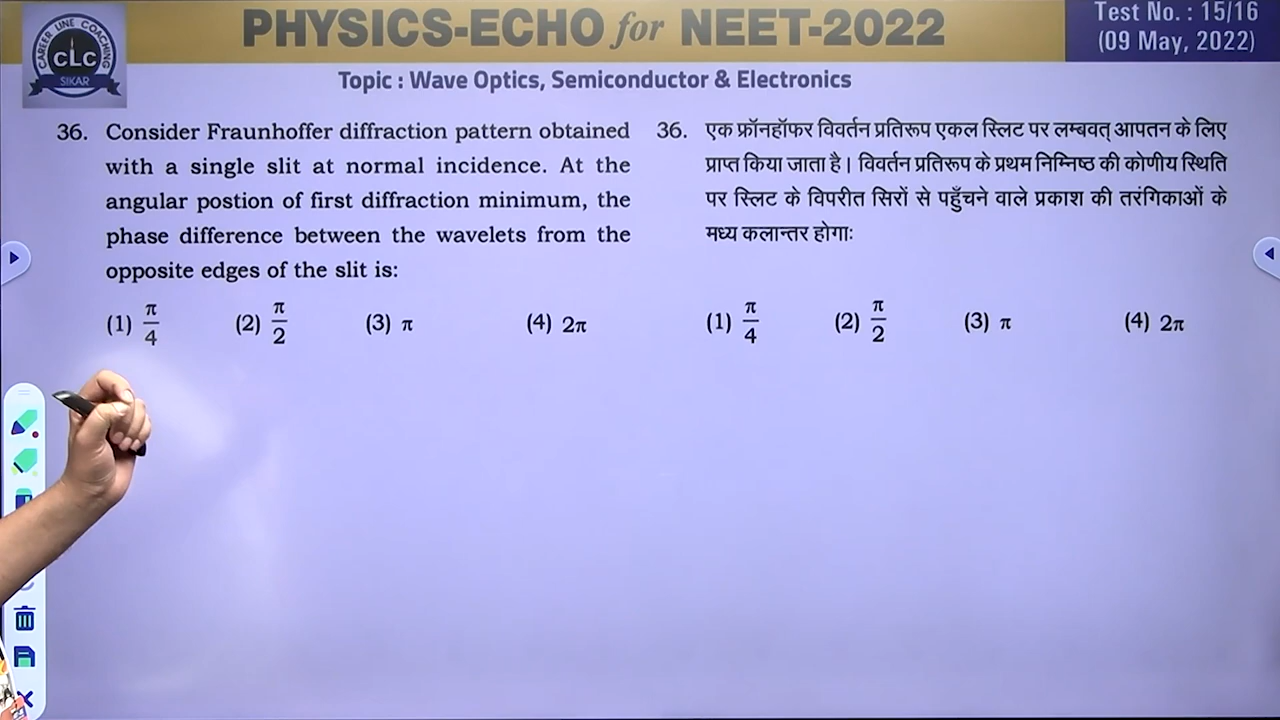 PHYSICS-ECHO for NEET-2022
Test No. : 15/16
(09 May, 2022)
CAREER LINE COACHING
CLC
SIKAR
Topic : Wave Optics, Semiconductor & Electronics
36. Consider Fraunhoffer diffraction pattern obtained
with a single slit at normal incidence. At the
angular postion of first diffraction minimum, the
phase difference between the wavelets from the
opposite edges of the slit is:
(1) π/4 (2) π/2 (3) π (4) 2π
36. एक फ्रॉनहॉफर विवर्तन प्रतिरूप एकल स्लिट पर लम्बवत् आपतन के लिए
प्राप्त किया जाता है। विवर्तन प्रतिरूप के प्रथम निम्निष्ठ की कोणीय स्थिति
पर स्लिट के विपरीत सिरों से पहुँचने वाले प्रकाश की तरंगिकाओं के
मध्य कलान्तर होगाः
(1) π/4 (2) π/2 (3) π (4) 2π